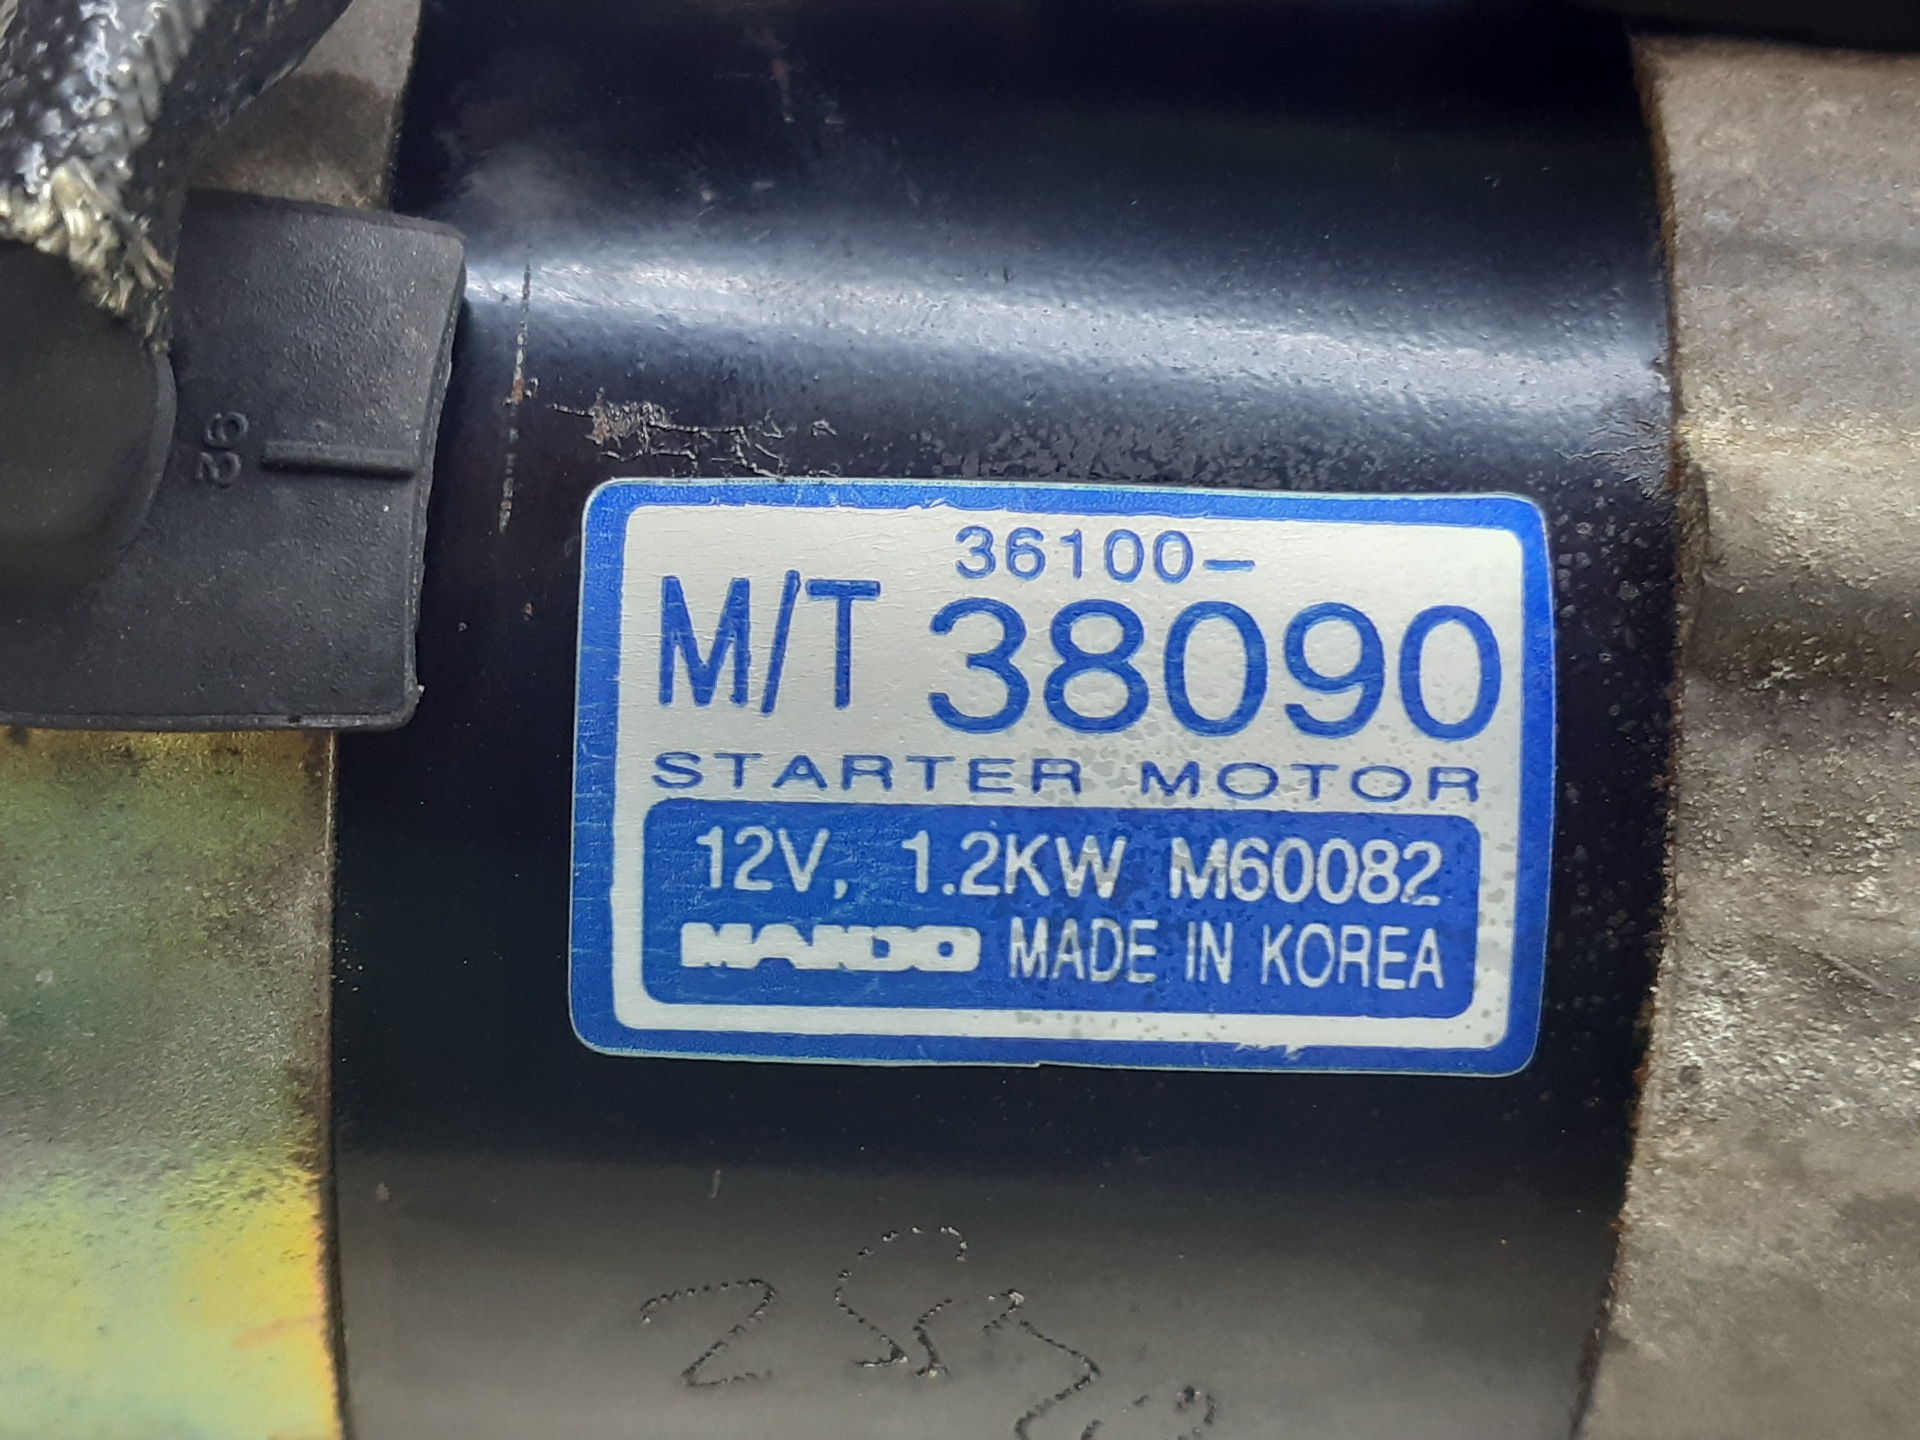 36100-
M/T 38090
STARTER MOTOR
12V, 1.2KW M60082
MANDO MADE IN KOREA